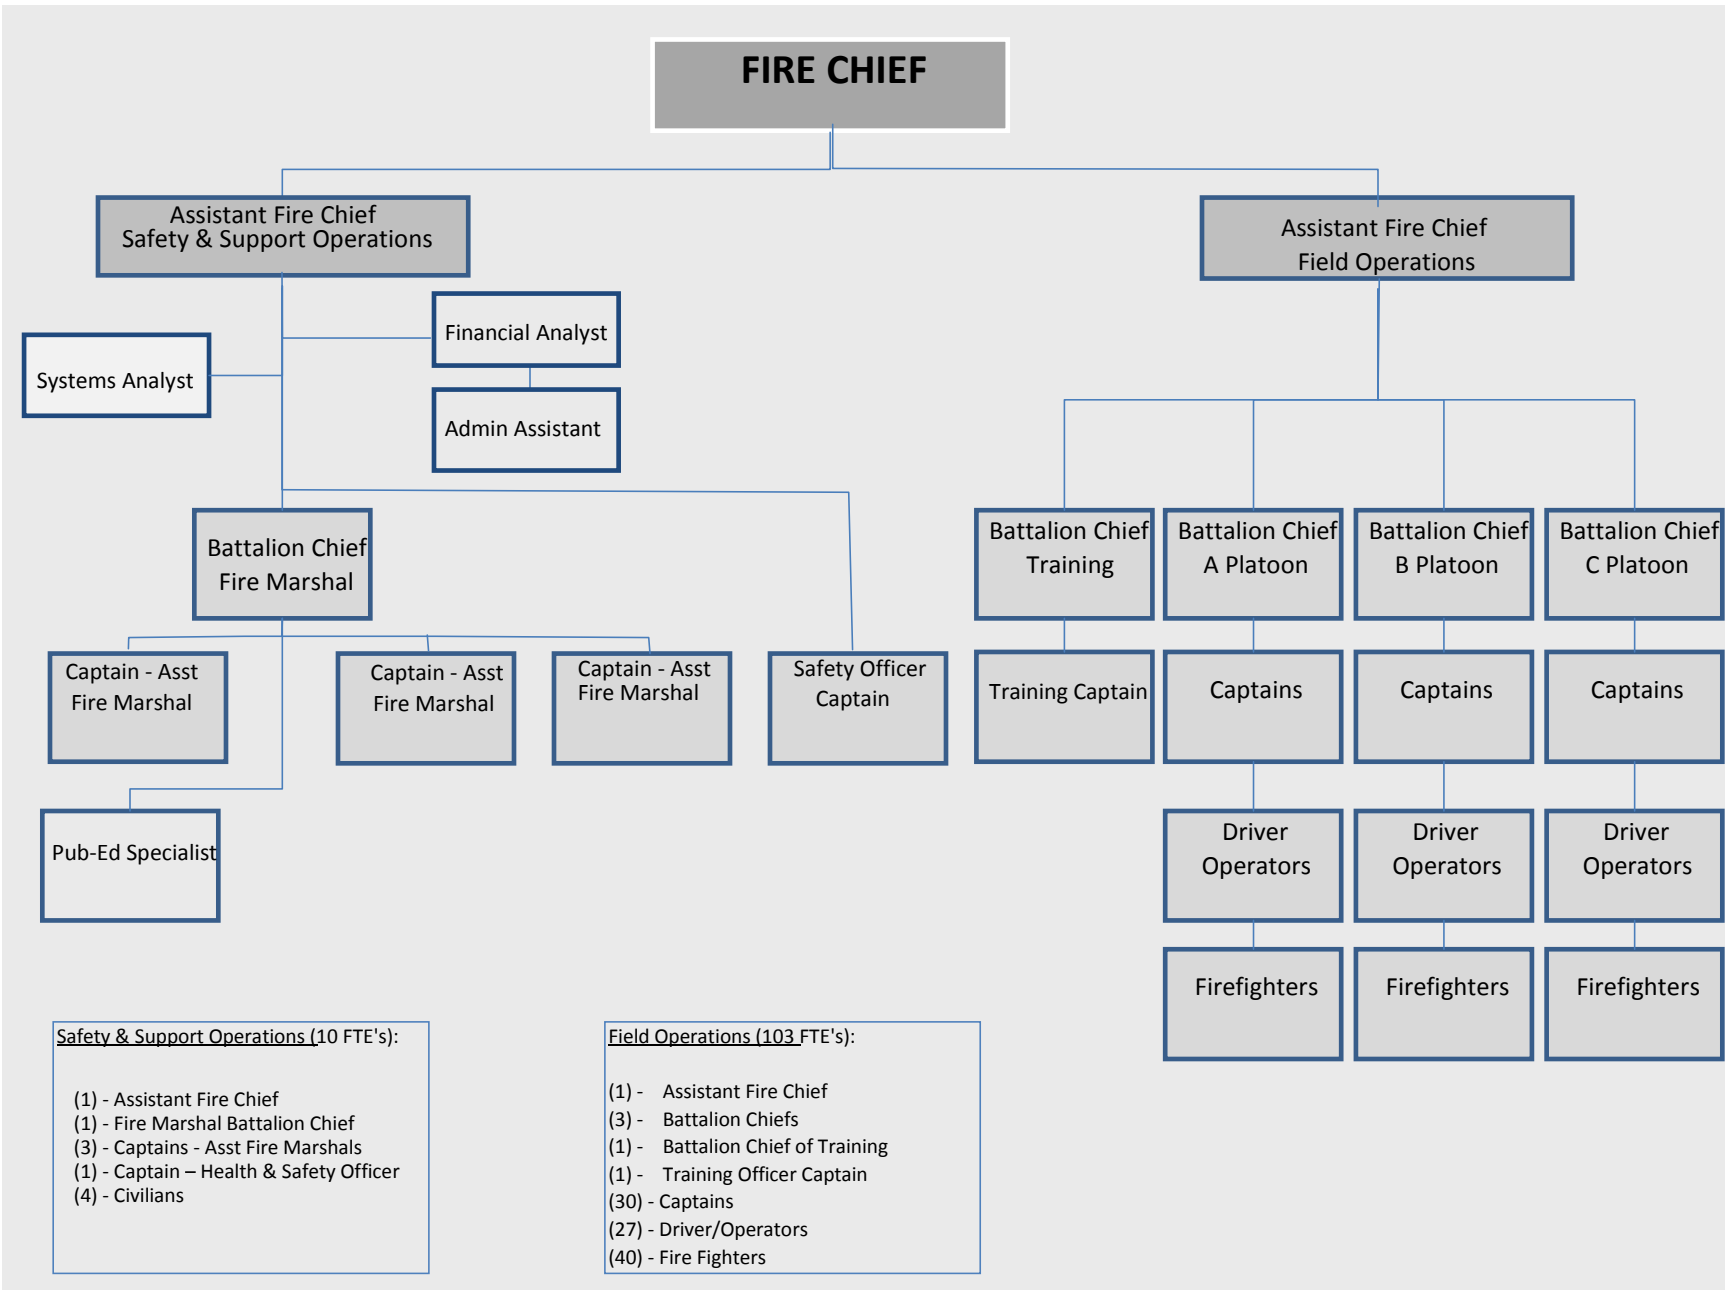 FIRE CHIEF
Assistant Fire Chief
Safety & Support Operations
Assistant Fire Chief
Field Operations
Financial Analyst
Systems Analyst
Admin Assistant
Battalion Chief
Fire Marshal
Battalion Chief
Training
Battalion Chief
A Platoon
Battalion Chief
B Platoon
Battalion Chief
C Platoon
Captain - Asst
Fire Marshal
Captain - Asst
Fire Marshal
Captain - Asst
Fire Marshal
Safety Officer
Captain
Training Captain
Captains
Captains
Captains
Pub-Ed Specialist
Driver
Operators
Driver
Operators
Driver
Operators
Firefighters
Firefighters
Firefighters
Safety & Support Operations (10 FTE's):
(1) - Assistant Fire Chief
(1) - Fire Marshal Battalion Chief
(3) - Captains - Asst Fire Marshals
(1) - Captain – Health & Safety Officer
(4) - Civilians
Field Operations (103 FTE's):
(1) - Assistant Fire Chief
(3) - Battalion Chiefs
(1) - Battalion Chief of Training
(1) - Training Officer Captain
(30) - Captains
(27) - Driver/Operators
(40) - Fire Fighters